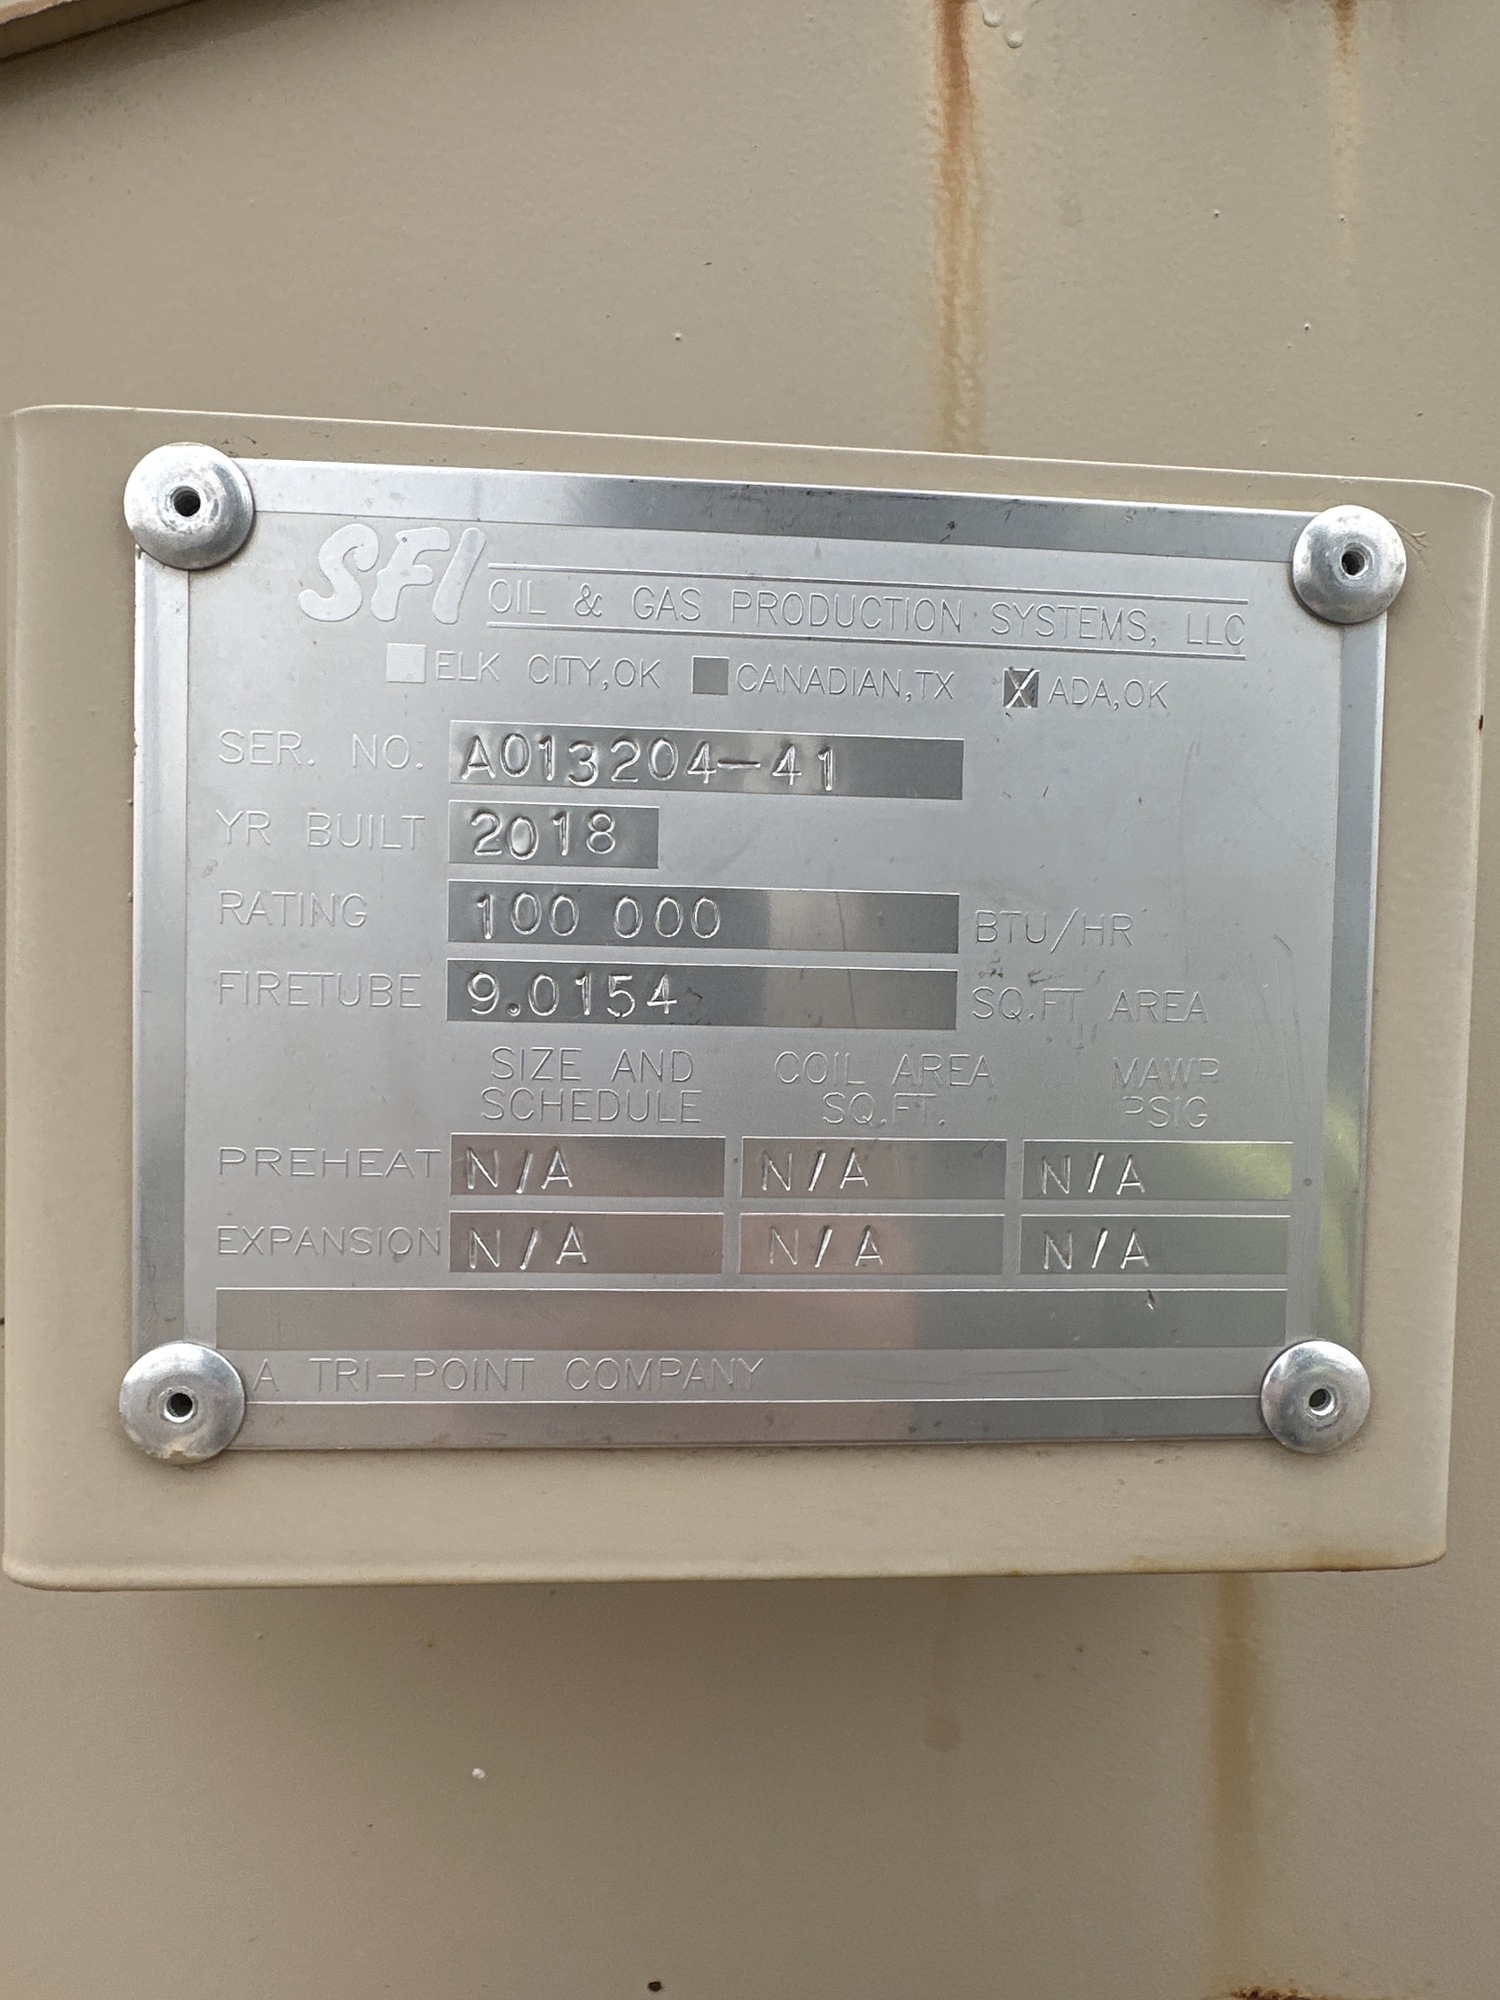 SFI OIL & GAS PRODUCTION SYSTEMS, LLC
ELK CITY,OK CANADIAN,TX X ADA,OK
SER. NO. A013204-41
YR BUILT 2018
RATING 100 000 BTU/HR
FIRETUBE 9.0154 SQ.FT AREA
SIZE AND SCHEDULE COIL AREA SQ.FT. MAWP PSIG
PREHEAT N/A N/A N/A
EXPANSION N/A N/A N/A
A TRI-POINT COMPANY